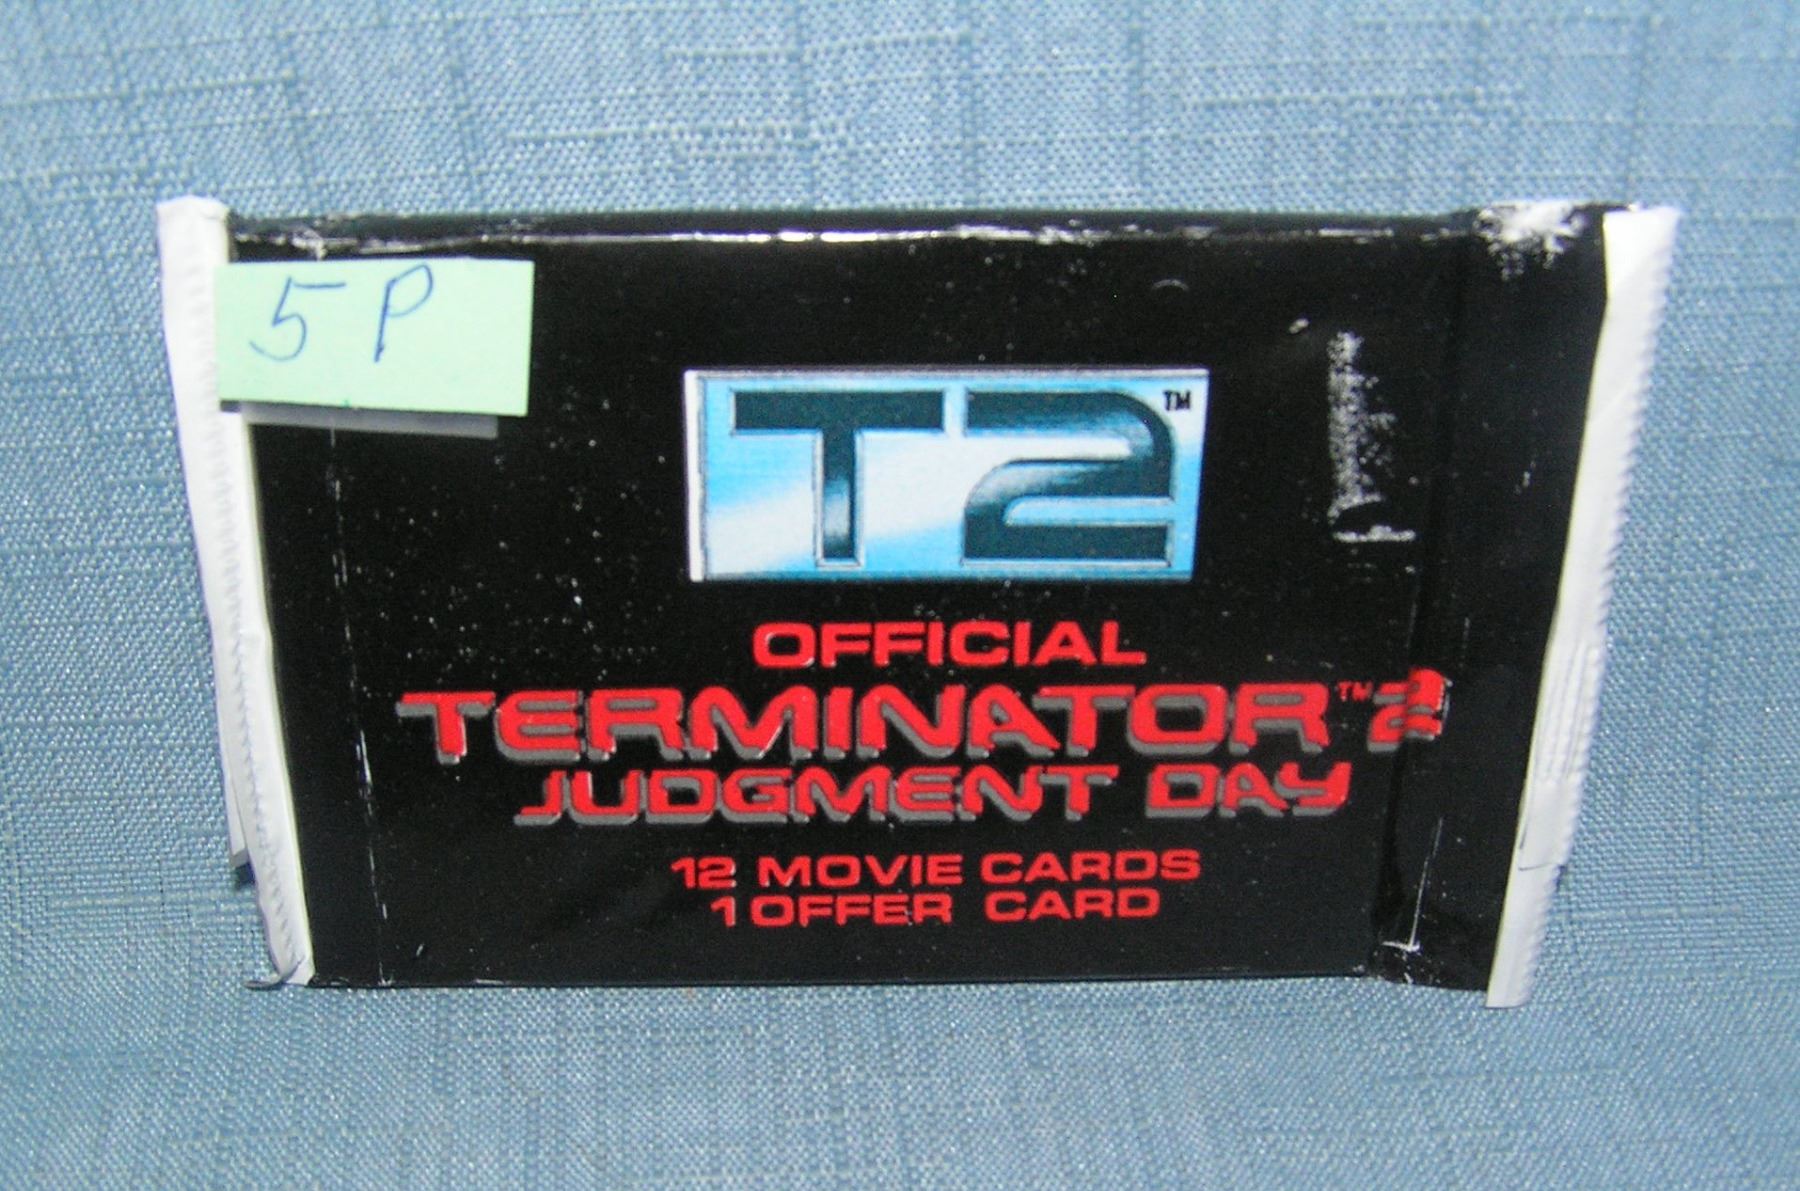 5P
T2™
OFFICIAL
TERMINATOR™2
JUDGMENT DAY
12 MOVIE CARDS
1 OFFER CARD